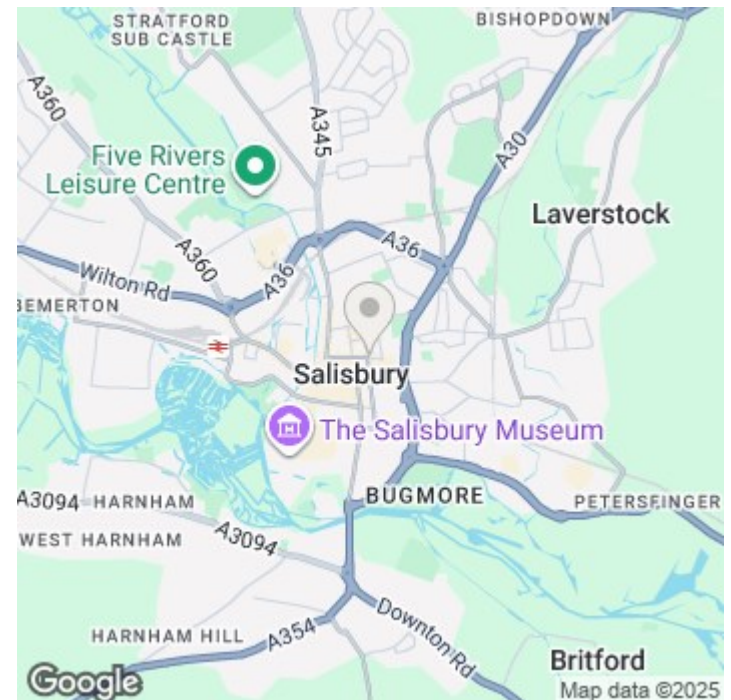 STRATFORD
SUB CASTLE
BISHOPDOWN
A360
A345
A30
Five Rivers
Leisure Centre
Laverstock
A360
A36
A36
Wilton Rd
BEMERTON
Salisbury
The Salisbury Museum
BUGMORE
A3094
HARNHAM
PETERSFINGER
WEST HARNHAM
A3094
Downton Rd
HARNHAM HILL
A354
Britford
Google
Map data ©2025